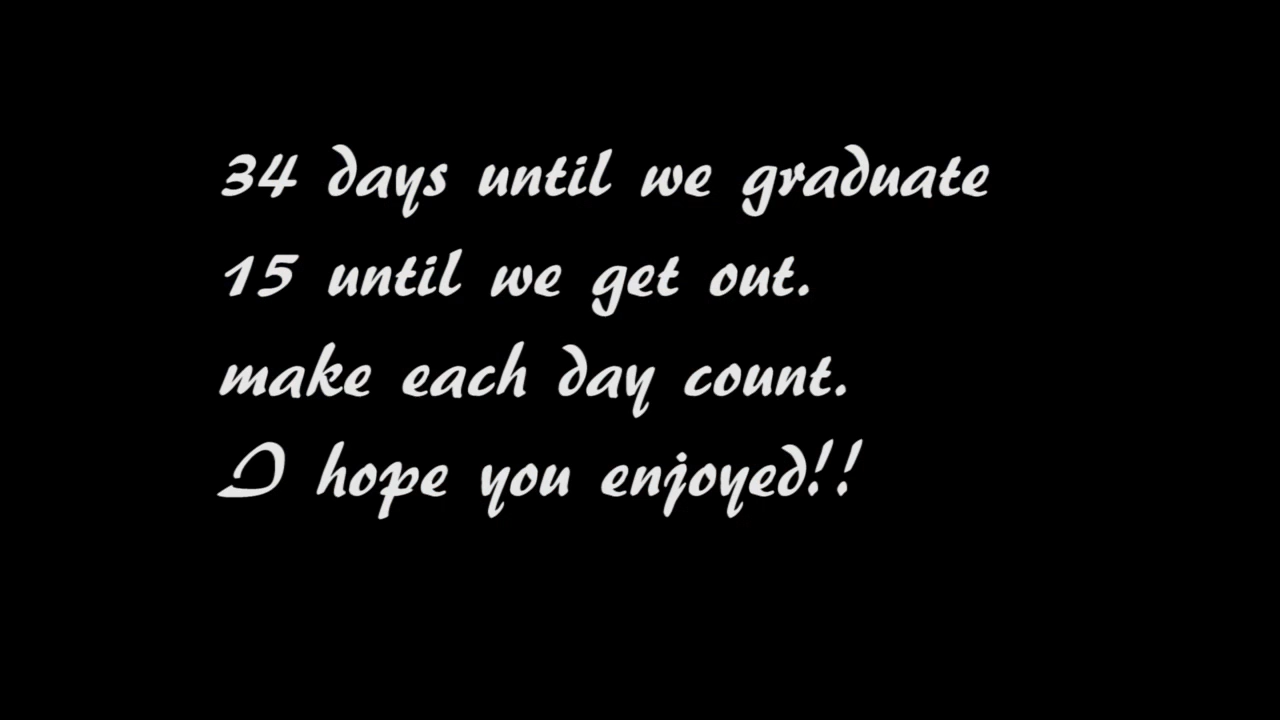 34 days until we graduate
15 until we get out.
make each day count.
I hope you enjoyed!!